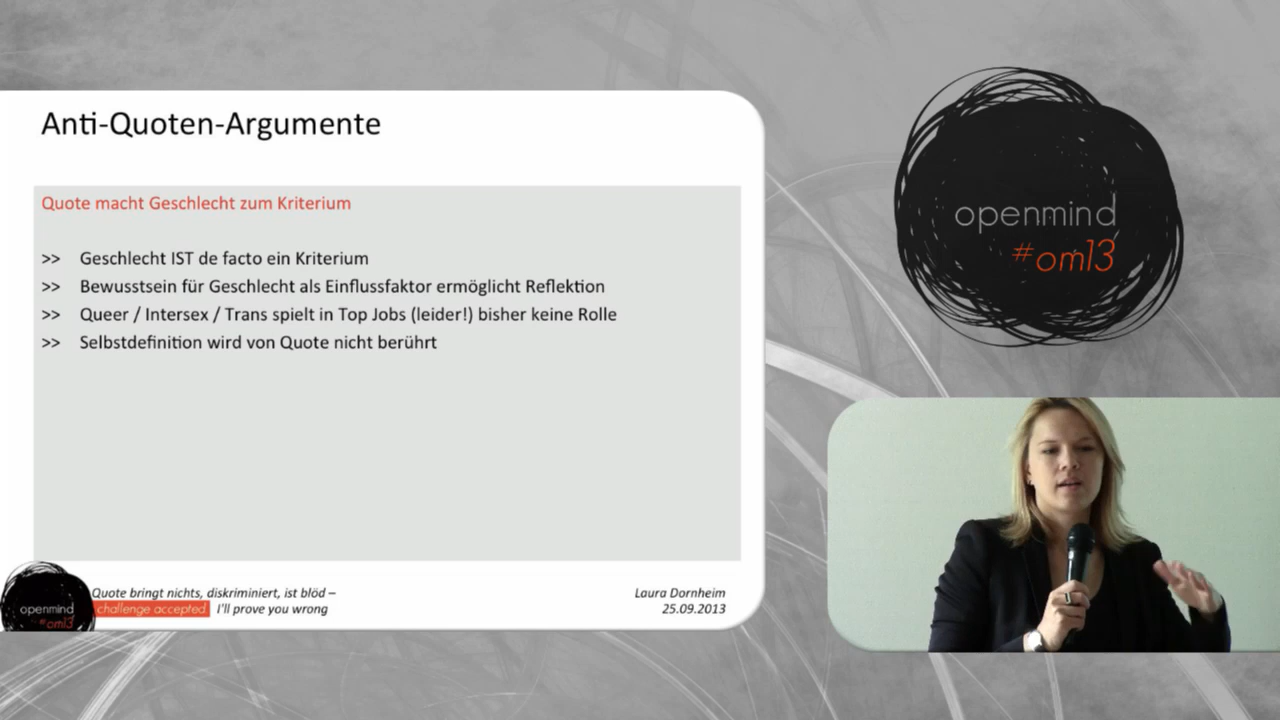 Anti-Quoten-Argumente
Quote macht Geschlecht zum Kriterium
>> Geschlecht IST de facto ein Kriterium
>> Bewusstsein für Geschlecht als Einflussfaktor ermöglicht Reflektion
>> Queer / Intersex / Trans spielt in Top Jobs (leider!) bisher keine Rolle
>> Selbstdefinition wird von Quote nicht berührt
Quote bringt nichts, diskriminiert, ist blöd –
challenge accepted I'll prove you wrong
Laura Dornheim
25.09.2013
openmind
#om13
openmind
#om13